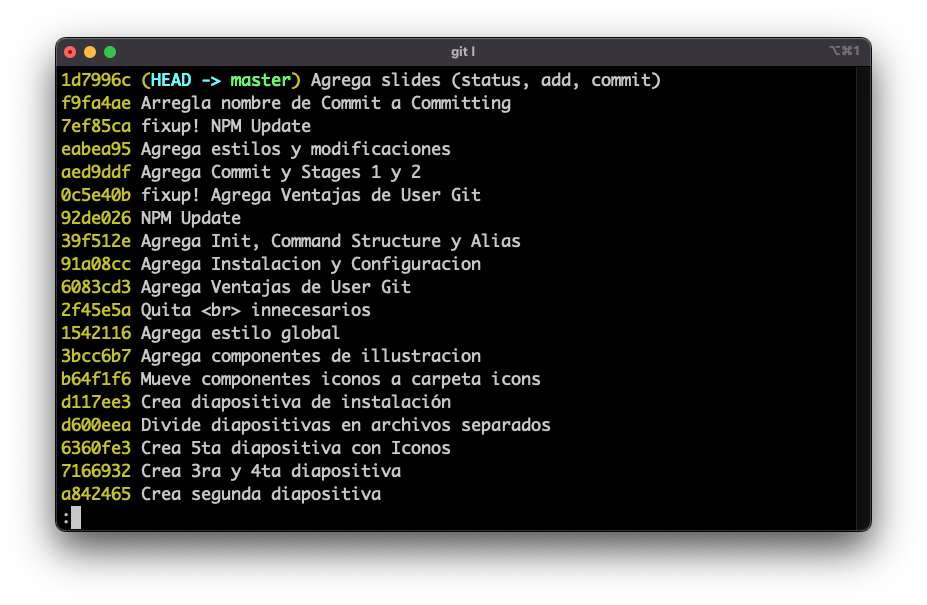 git l
⌥⌘1
1d7996c (HEAD -> master) Agrega slides (status, add, commit)
f9fa4ae Arregla nombre de Commit a Committing
7ef85ca fixup! NPM Update
eabea95 Agrega estilos y modificaciones
aed9ddf Agrega Commit y Stages 1 y 2
0c5e40b fixup! Agrega Ventajas de User Git
92de026 NPM Update
39f512e Agrega Init, Command Structure y Alias
91a08cc Agrega Instalacion y Configuracion
6083cd3 Agrega Ventajas de User Git
2f45e5a Quita <br> innecesarios
1542116 Agrega estilo global
3bcc6b7 Agrega componentes de illustracion
b64f1f6 Mueve componentes iconos a carpeta icons
d117ee3 Crea diapositiva de instalación
d600eea Divide diapositivas en archivos separados
6360fe3 Crea 5ta diapositiva con Iconos
7166932 Crea 3ra y 4ta diapositiva
a842465 Crea segunda diapositiva
: